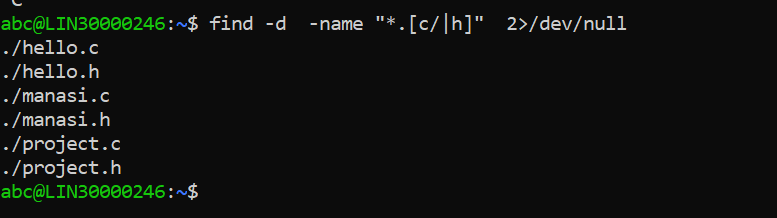 c
abc@LIN30000246:~$ find -d  -name "*.[c/|h]"  2>/dev/null
./hello.c
./hello.h
./manasi.c
./manasi.h
./project.c
./project.h
abc@LIN30000246:~$